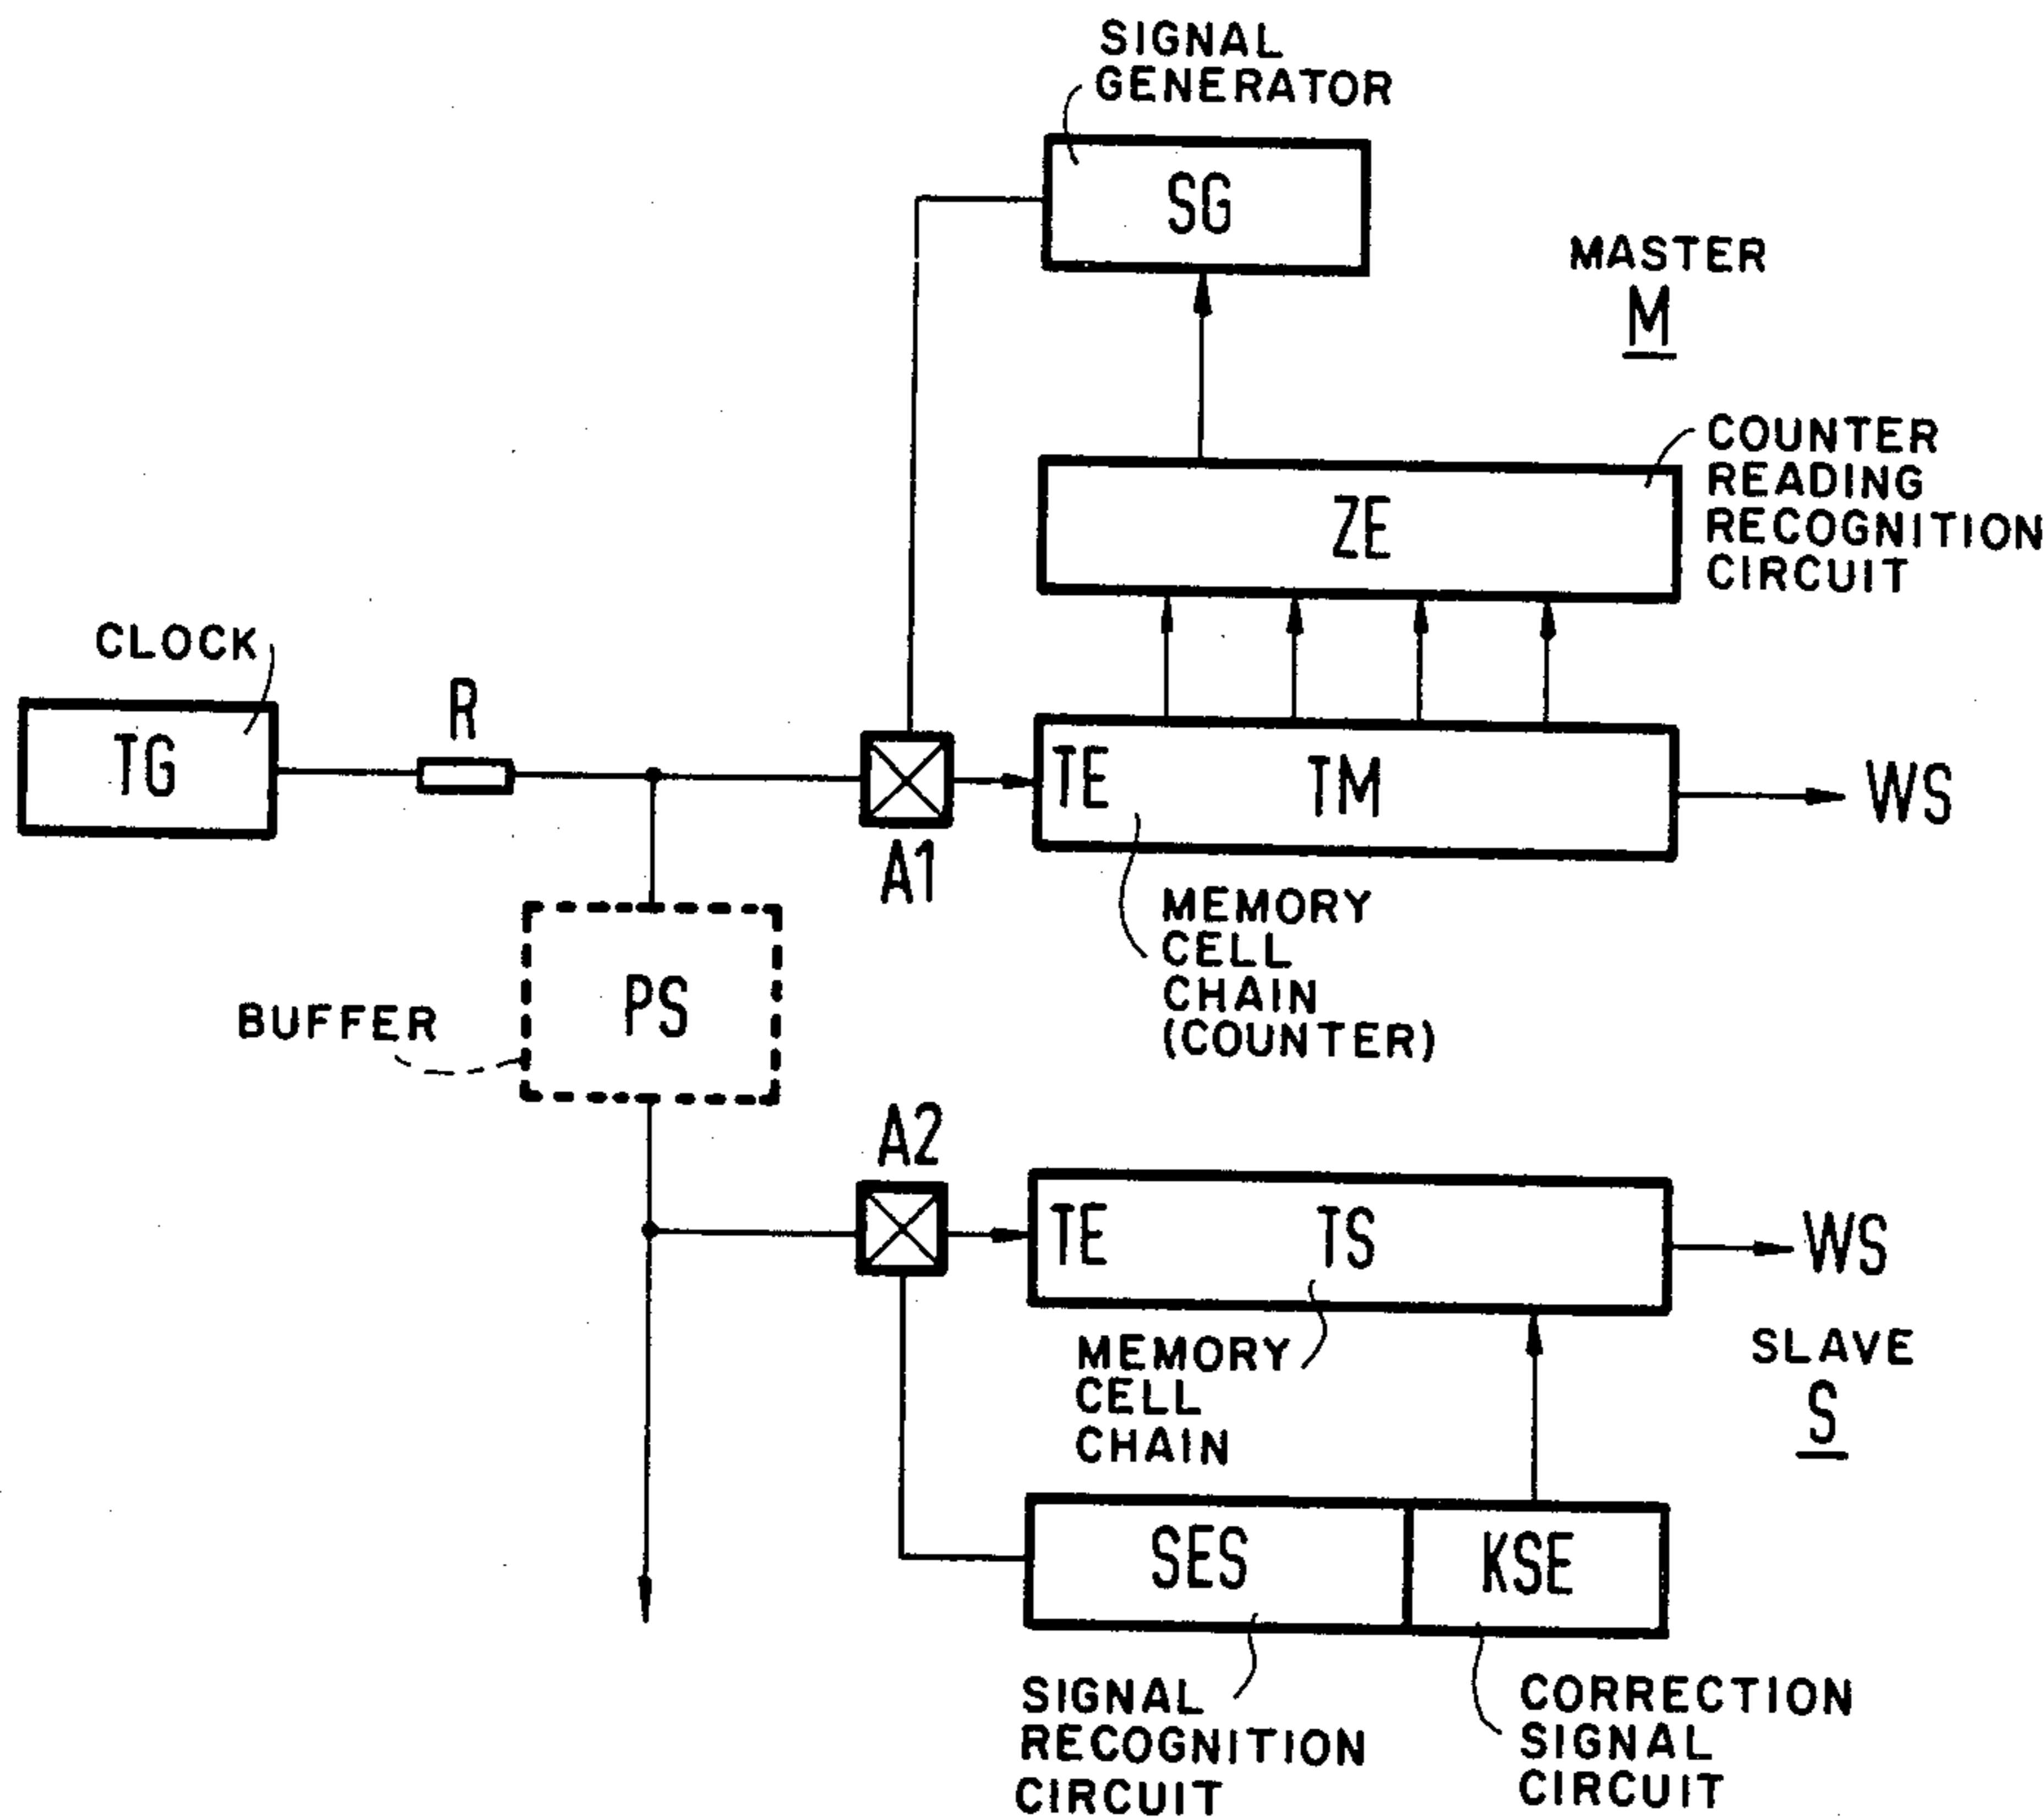 SIGNAL
GENERATOR
SG
MASTER
M
COUNTER
READING
RECOGNITION
CIRCUIT
ZE
CLOCK
TG
R
A1
TE
TM
WS
MEMORY
CELL
CHAIN
(COUNTER)
BUFFER
PS
A2
TE
TS
WS
MEMORY
CELL
CHAIN
SLAVE
S
SES
KSE
SIGNAL
RECOGNITION
CIRCUIT
CORRECTION
SIGNAL
CIRCUIT